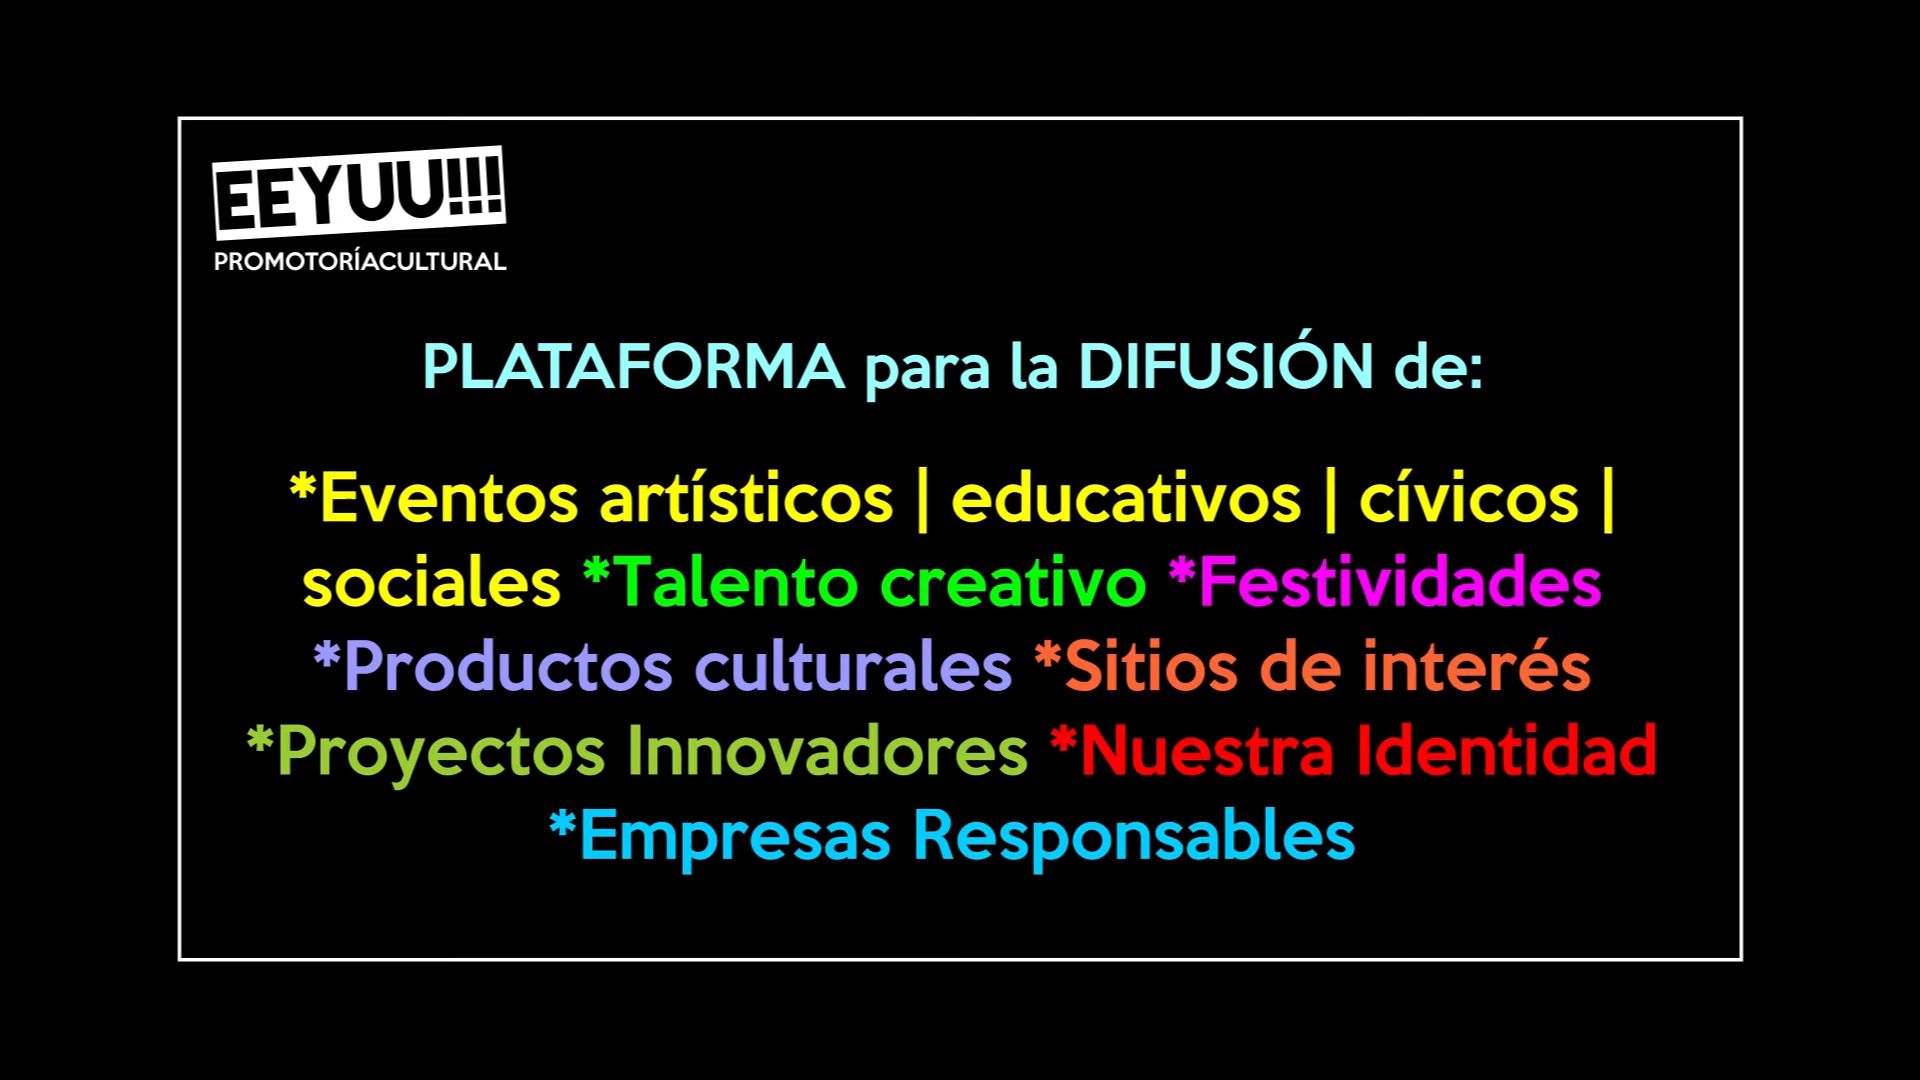 EEYUU!!!
PROMOTORÍACULTURAL
PLATAFORMA para la DIFUSIÓN de:
*Eventos artísticos | educativos | cívicos |
sociales *Talento creativo *Festividades
*Productos culturales *Sitios de interés
*Proyectos Innovadores *Nuestra Identidad
*Empresas Responsables